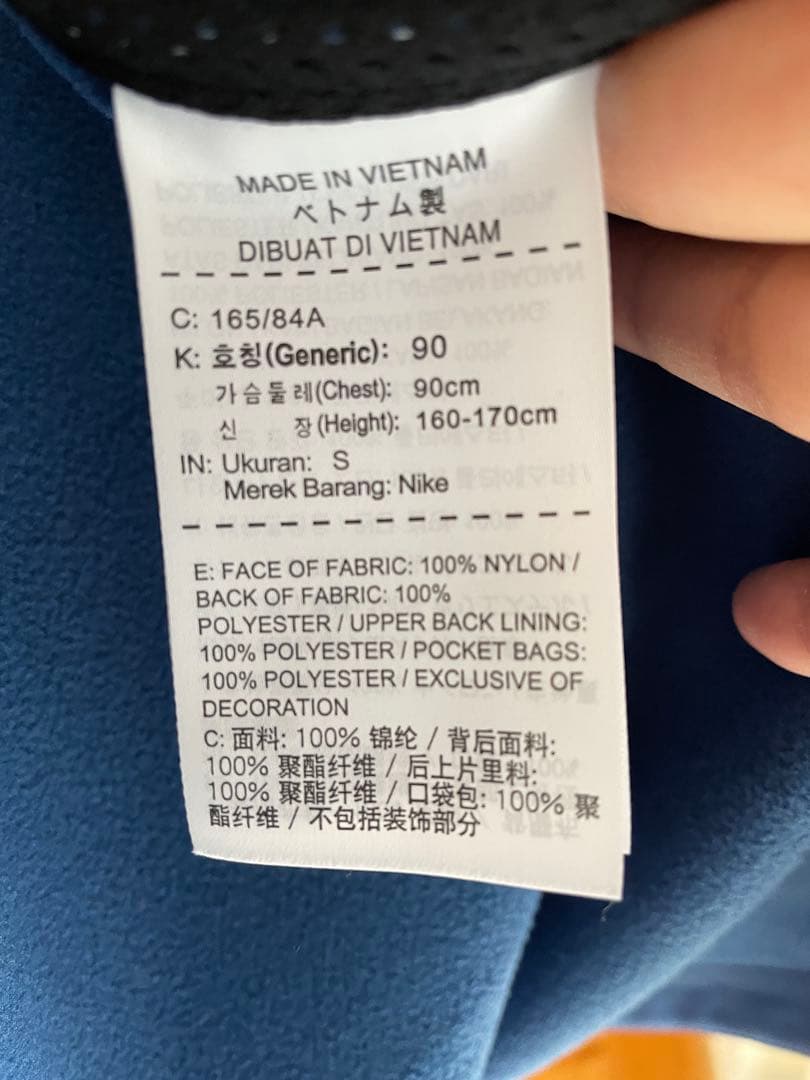 MADE IN VIETNAM
ベトナム製
DIBUAT DI VIETNAM
C: 165/84A
K: 호칭(Generic): 90
가슴둘레(Chest): 90cm
신 장(Height): 160-170cm
IN: Ukuran: S
Merek Barang: Nike
E: FACE OF FABRIC: 100% NYLON /
BACK OF FABRIC: 100%
POLYESTER / UPPER BACK LINING:
100% POLYESTER / POCKET BAGS:
100% POLYESTER / EXCLUSIVE OF
DECORATION
C: 面料: 100% 锦纶 / 背后面料:
100% 聚酯纤维 / 后上片里料:
100% 聚酯纤维 / 口袋包: 100% 聚
酯纤维 / 不包括装饰部分